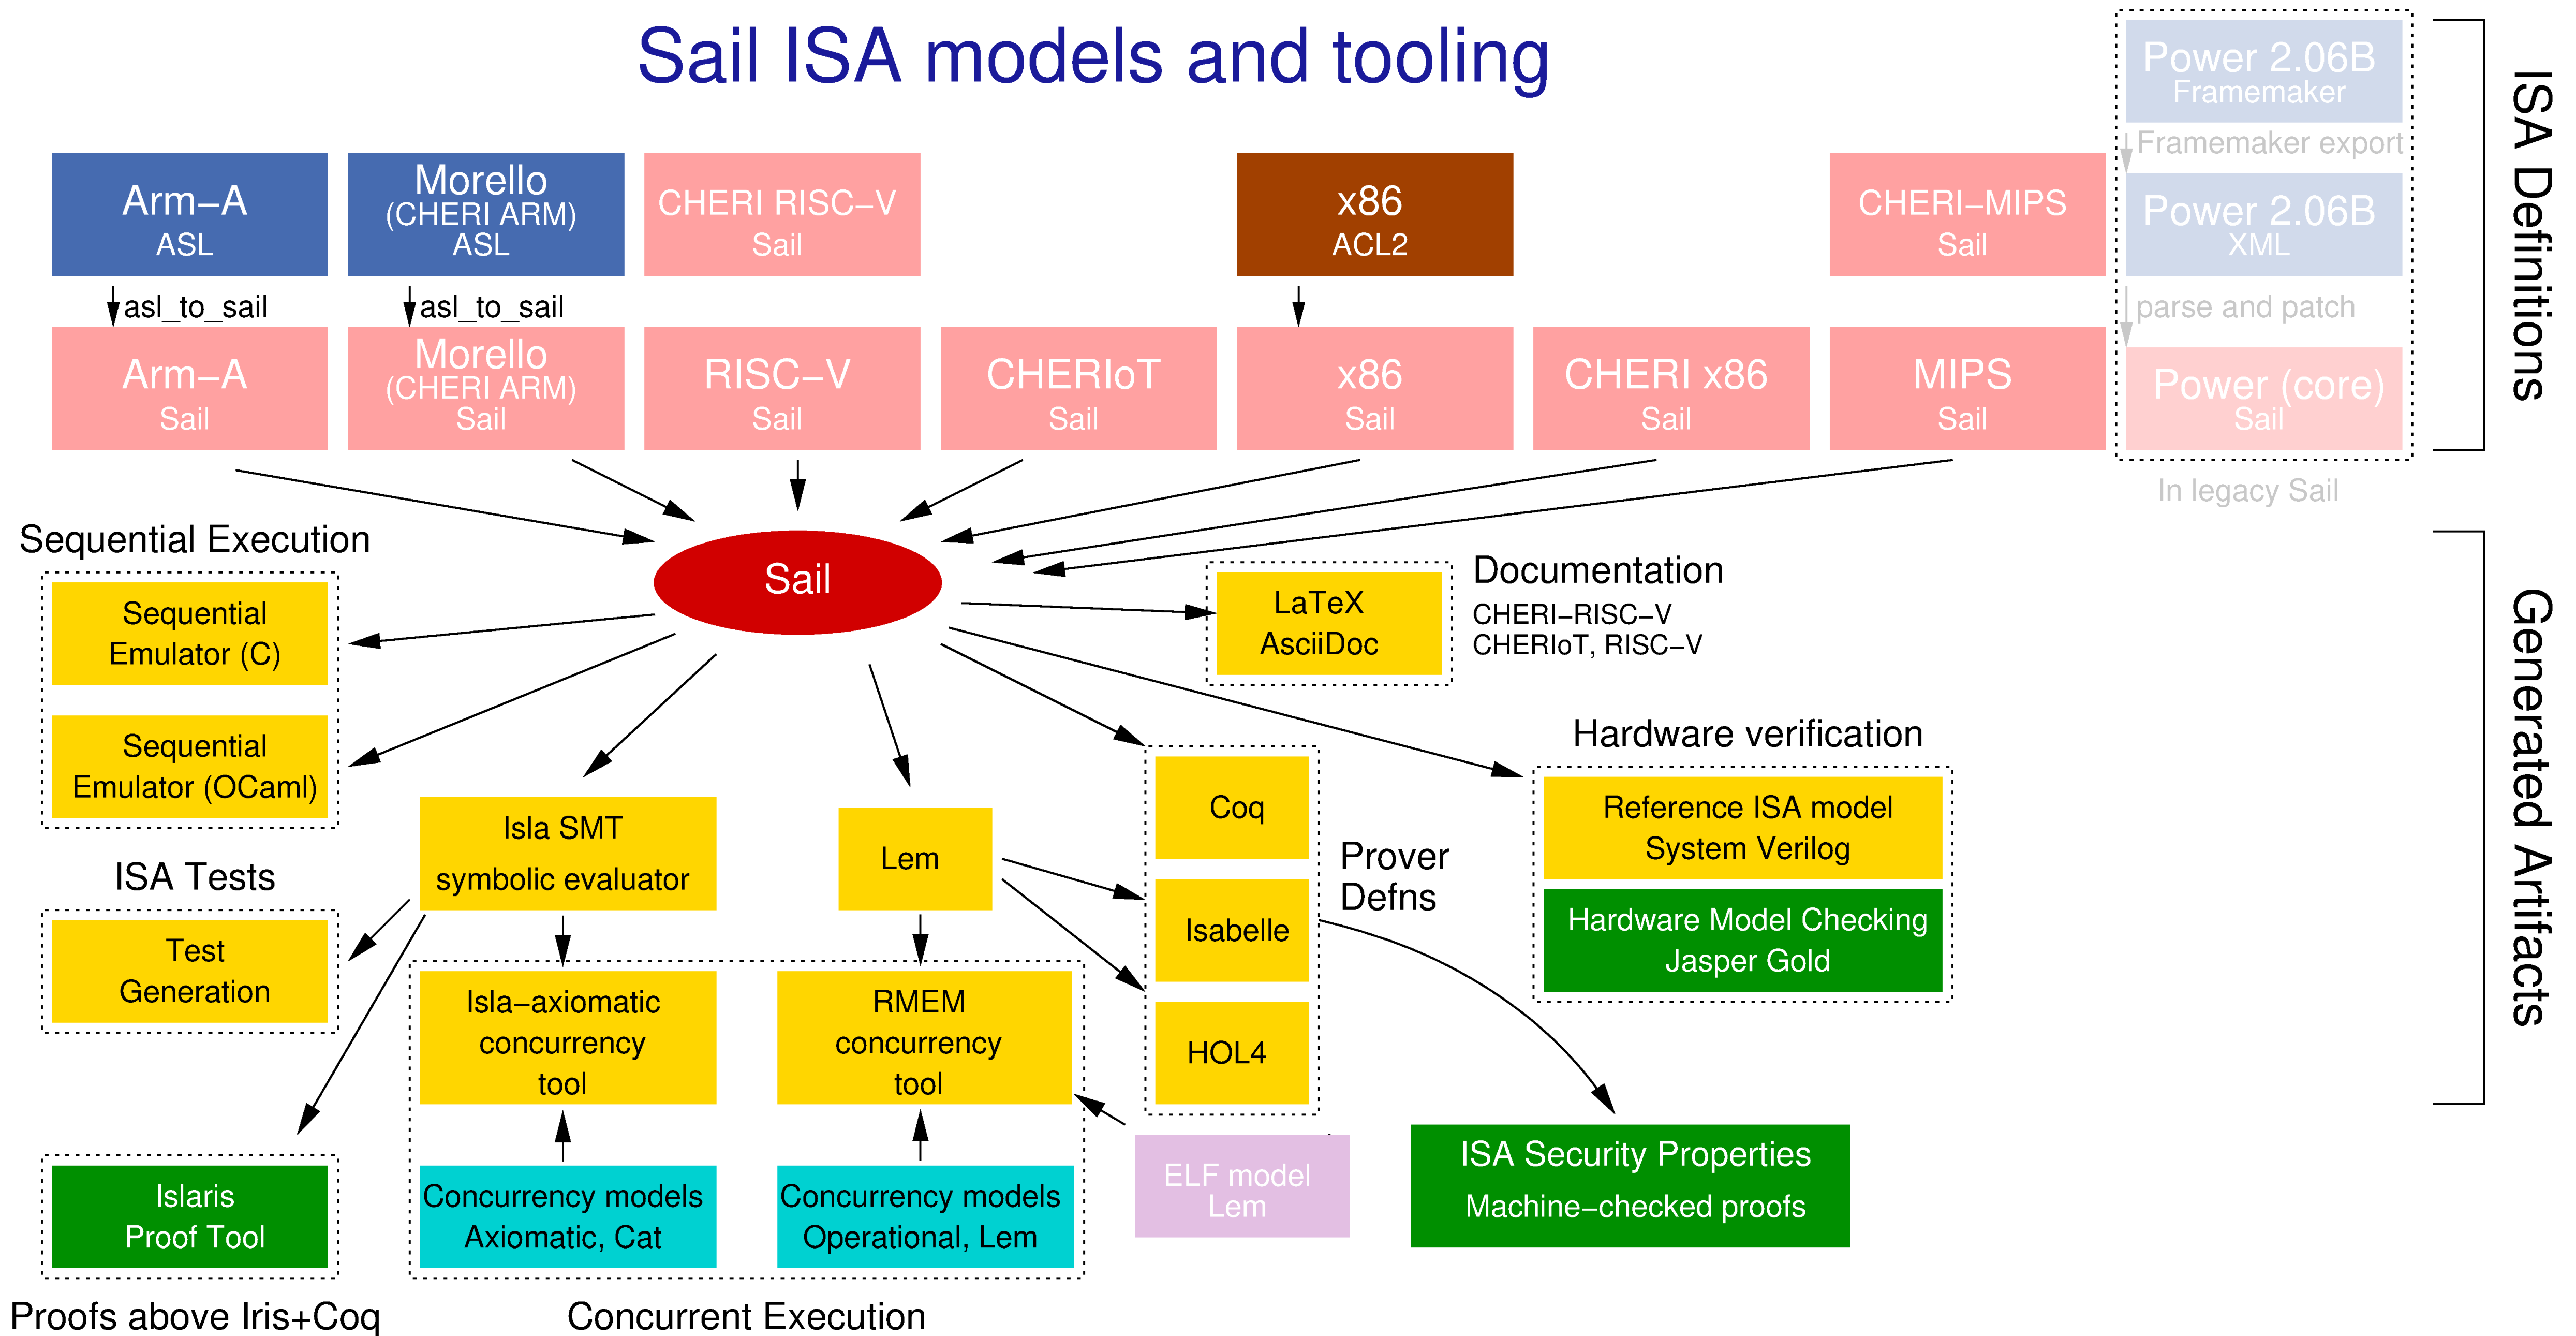 Sail ISA models and tooling
Power 2.06B
Framemaker
Framemaker export
Arm–A
ASL
Morello
(CHERI ARM)
ASL
CHERI RISC–V
Sail
x86
ACL2
CHERI–MIPS
Sail
Power 2.06B
XML
asl_to_sail
asl_to_sail
parse and patch
Arm–A
Sail
Morello
(CHERI ARM)
Sail
RISC–V
Sail
CHERIoT
Sail
x86
Sail
CHERI x86
Sail
MIPS
Sail
Power (core)
Sail
In legacy Sail
ISA Definitions
Sail
Sequential Execution
Sequential
Emulator (C)
Sequential
Emulator (OCaml)
LaTeX
AsciiDoc
Documentation
CHERI–RISC–V
CHERIoT, RISC–V
Hardware verification
Reference ISA model
System Verilog
Hardware Model Checking
Jasper Gold
Isla SMT
symbolic evaluator
Lem
Coq
Isabelle
HOL4
Prover
Defns
ISA Tests
Test
Generation
Isla–axiomatic
concurrency
tool
RMEM
concurrency
tool
Islaris
Proof Tool
Concurrency models
Axiomatic, Cat
Concurrency models
Operational, Lem
ELF model
Lem
ISA Security Properties
Machine–checked proofs
Generated Artifacts
Proofs above Iris+Coq
Concurrent Execution